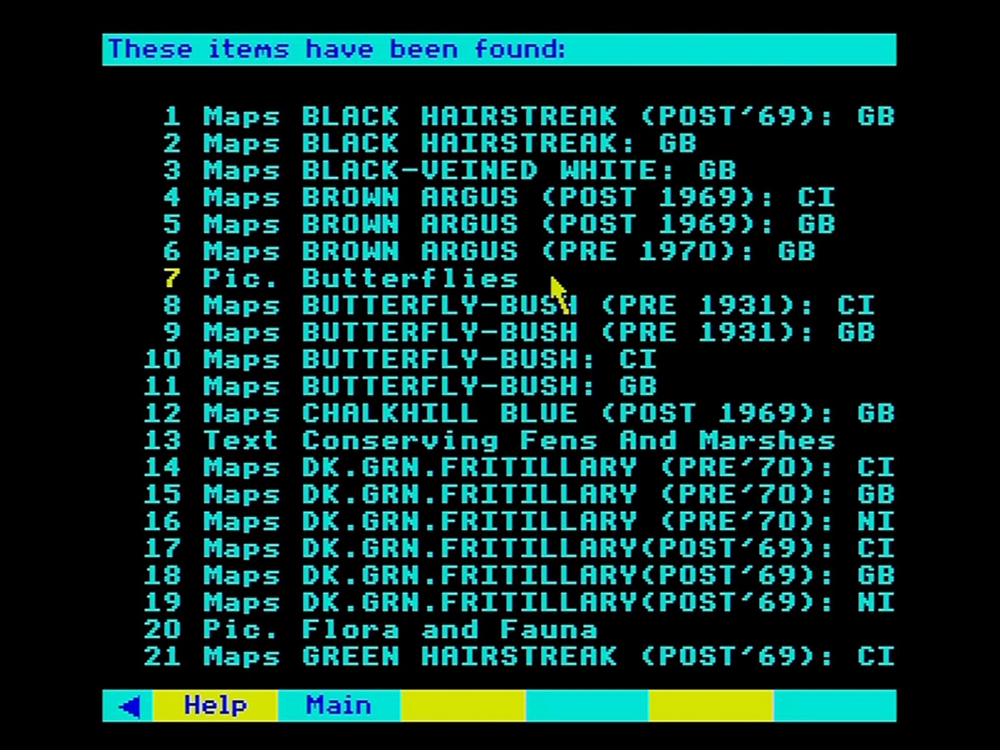 These items have been found:
1 Maps BLACK HAIRSTREAK (POST'69): GB
2 Maps BLACK HAIRSTREAK: GB
3 Maps BLACK-VEINED WHITE: GB
4 Maps BROWN ARGUS (POST 1969): CI
5 Maps BROWN ARGUS (POST 1969): GB
6 Maps BROWN ARGUS (PRE 1970): GB
7 Pic. Butterflies
8 Maps BUTTERFLY-BUSH (PRE 1931): CI
9 Maps BUTTERFLY-BUSH (PRE 1931): GB
10 Maps BUTTERFLY-BUSH: CI
11 Maps BUTTERFLY-BUSH: GB
12 Maps CHALKHILL BLUE (POST 1969): GB
13 Text Conserving Fens And Marshes
14 Maps DK.GRN.FRITILLARY (PRE'70): CI
15 Maps DK.GRN.FRITILLARY (PRE'70): GB
16 Maps DK.GRN.FRITILLARY (PRE'70): NI
17 Maps DK.GRN.FRITILLARY(POST'69): CI
18 Maps DK.GRN.FRITILLARY(POST'69): GB
19 Maps DK.GRN.FRITILLARY(POST'69): NI
20 Pic. Flora and Fauna
21 Maps GREEN HAIRSTREAK (POST'69): CI
Help Main